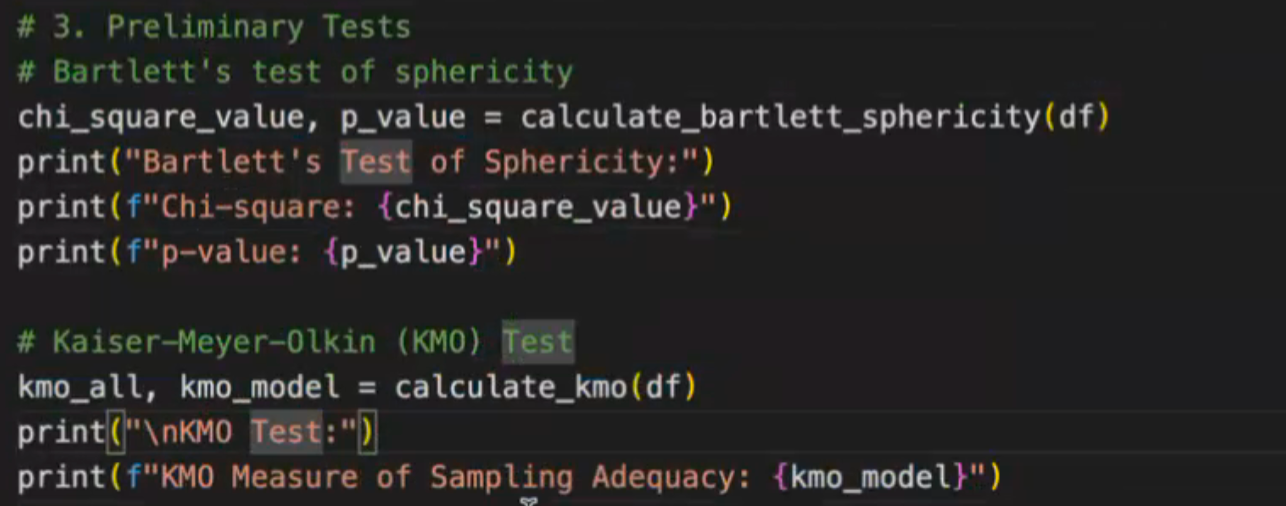 # 3. Preliminary Tests
# Bartlett's test of sphericity
chi_square_value, p_value = calculate_bartlett_sphericity(df)
print("Bartlett's Test of Sphericity:")
print(f"Chi-square: {chi_square_value}")
print(f"p-value: {p_value}")
# Kaiser-Meyer-Olkin (KMO) Test
kmo_all, kmo_model = calculate_kmo(df)
print("\nKMO Test:")
print(f"KMO Measure of Sampling Adequacy: {kmo_model}")